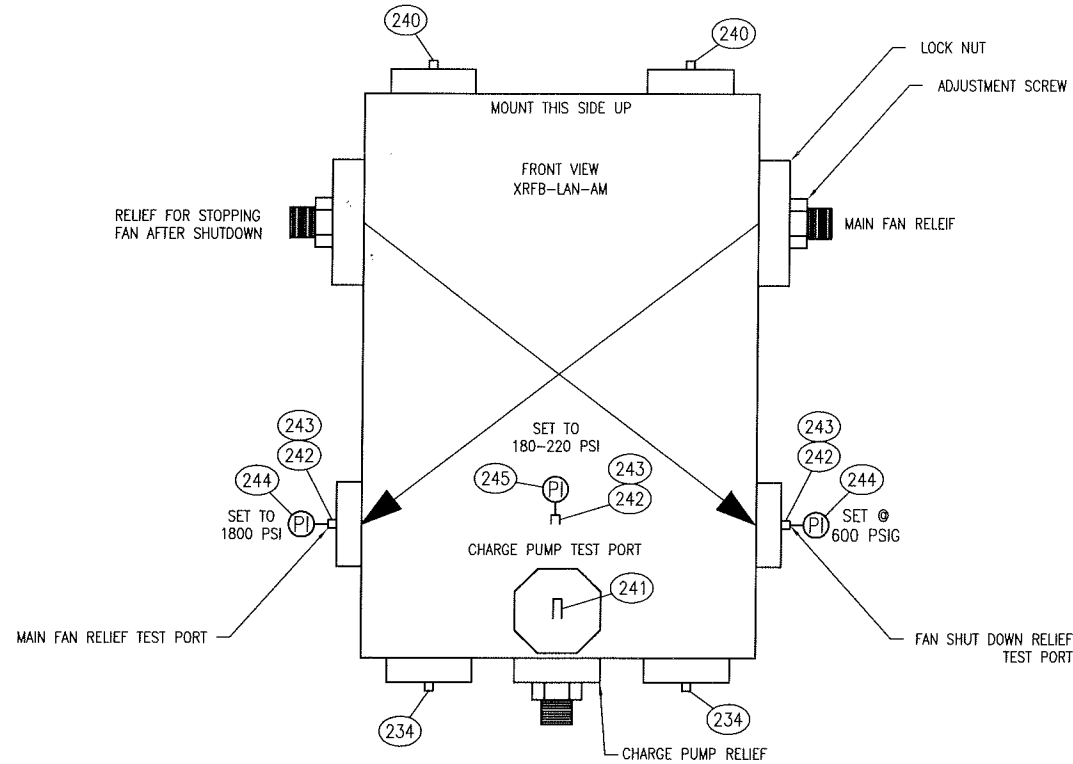 240
240
LOCK NUT
ADJUSTMENT SCREW
MOUNT THIS SIDE UP
FRONT VIEW
XRFB-LAN-AM
RELIEF FOR STOPPING
FAN AFTER SHUTDOWN
MAIN FAN RELEIF
243
242
244
SET TO
1800 PSI
PI
SET TO
180-220 PSI
245
PI
243
242
243
242
244
PI
SET @
600 PSIG
CHARGE PUMP TEST PORT
241
MAIN FAN RELIEF TEST PORT
FAN SHUT DOWN RELIEF
TEST PORT
234
234
CHARGE PUMP RELIEF